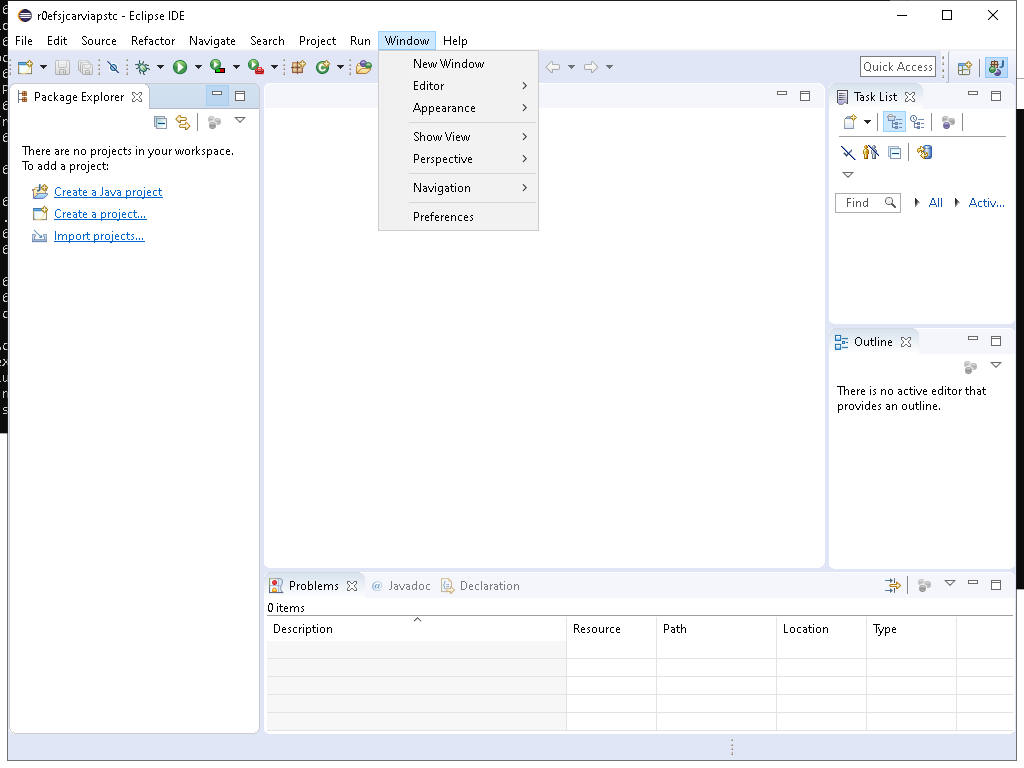 r0efsjcarviapstc - Eclipse IDE
File Edit Source Refactor Navigate Search Project Run Window Help
New Window
Editor
Appearance
Show View
Perspective
Navigation
Preferences
Quick Access
Package Explorer
There are no projects in your workspace.
To add a project:
Create a Java project
Create a project...
Import projects...
Task List
Find All Activ...
Outline
There is no active editor that
provides an outline.
Problems @ Javadoc Declaration
0 items
Description Resource Path Location Type